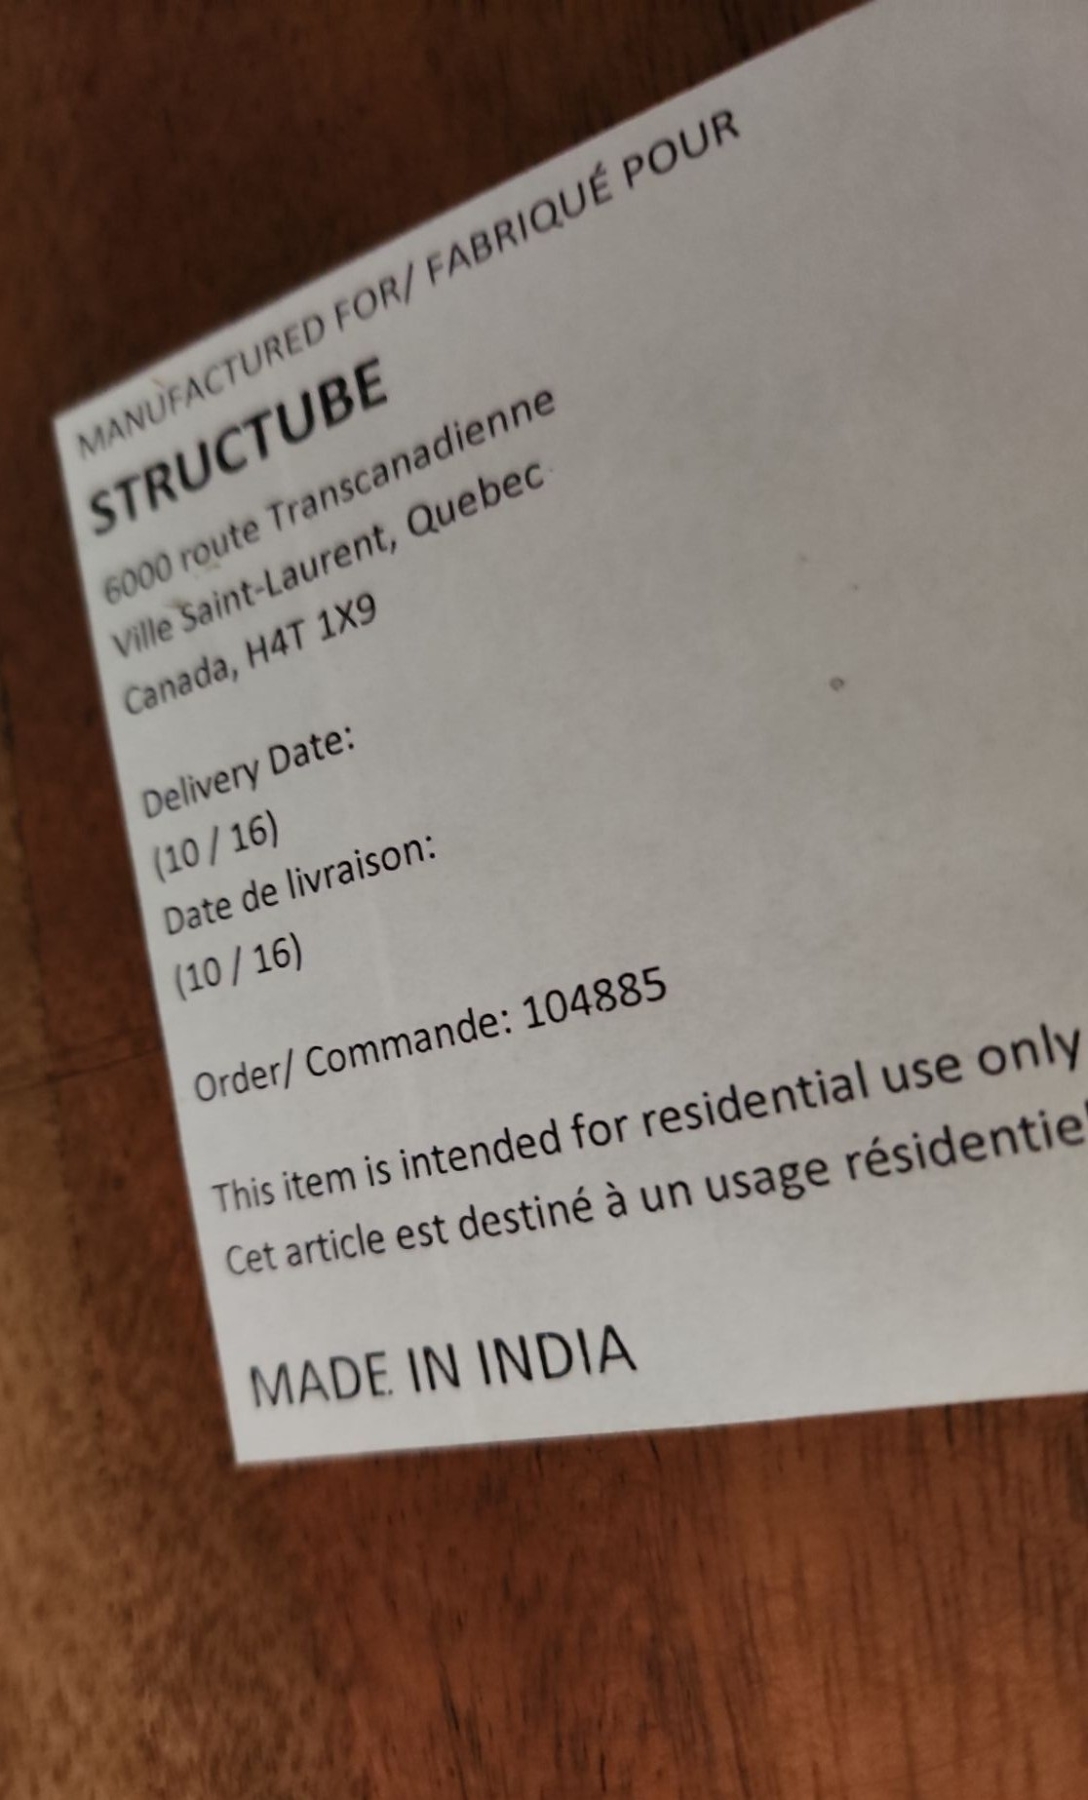 MANUFACTURED FOR/ FABRIQUÉ POUR
STRUCTUBE
6000 route Transcanadienne
Ville Saint-Laurent, Quebec
Canada, H4T 1X9
Delivery Date:
(10 / 16)
Date de livraison:
(10 / 16)
Order/ Commande: 104885
This item is intended for residential use only
Cet article est destiné à un usage résidentiel
MADE IN INDIA